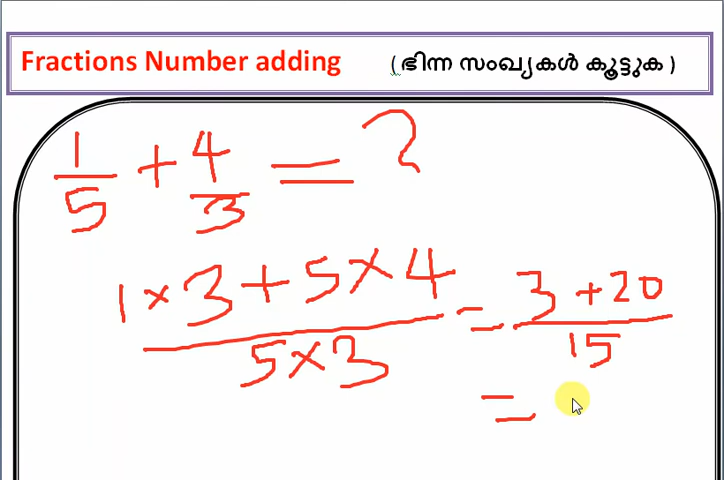 Fractions Number adding (ഭിന്ന സംഖ്യകൾ കൂട്ടുക )
1/5 + 4/3 = ?
1 × 3 + 5 × 4 / 5 × 3 = 3 + 20 / 15
=